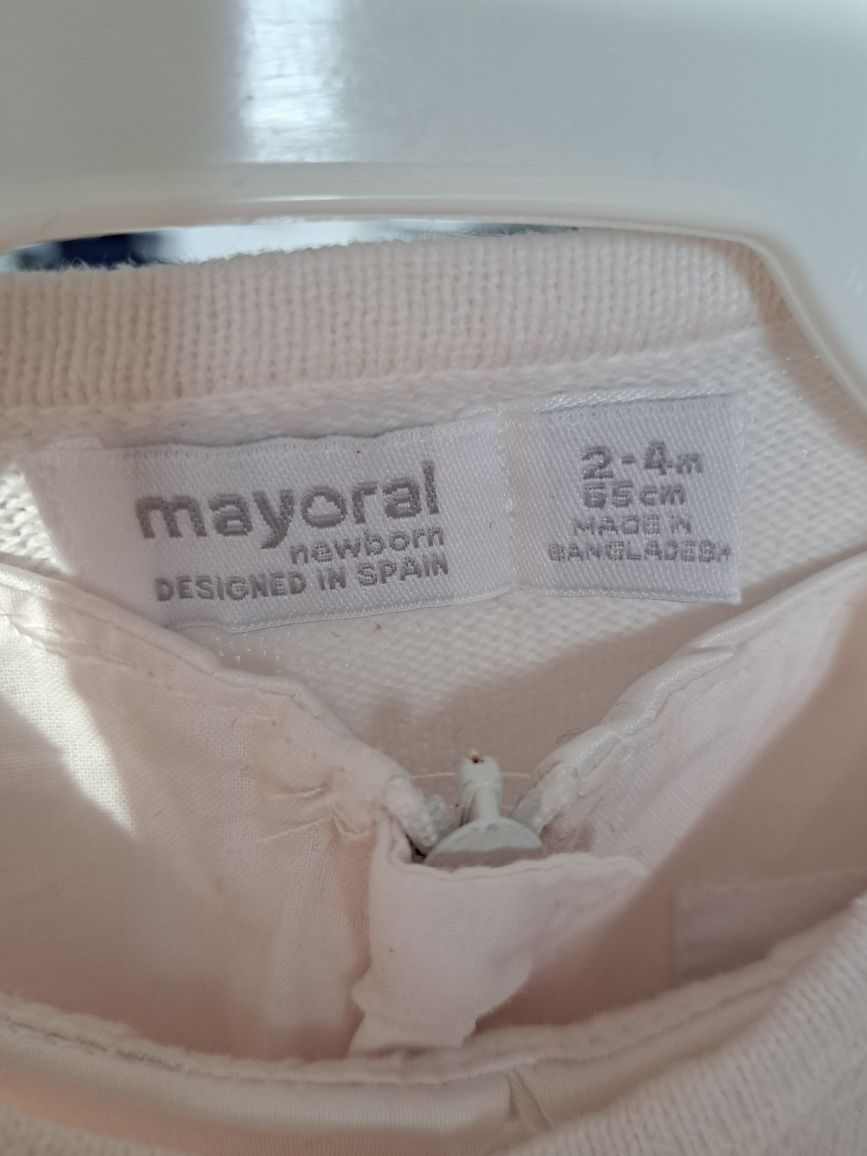 mayoral
newborn
DESIGNED IN SPAIN
2-4m
65cm
MADE IN
BANGLADESH